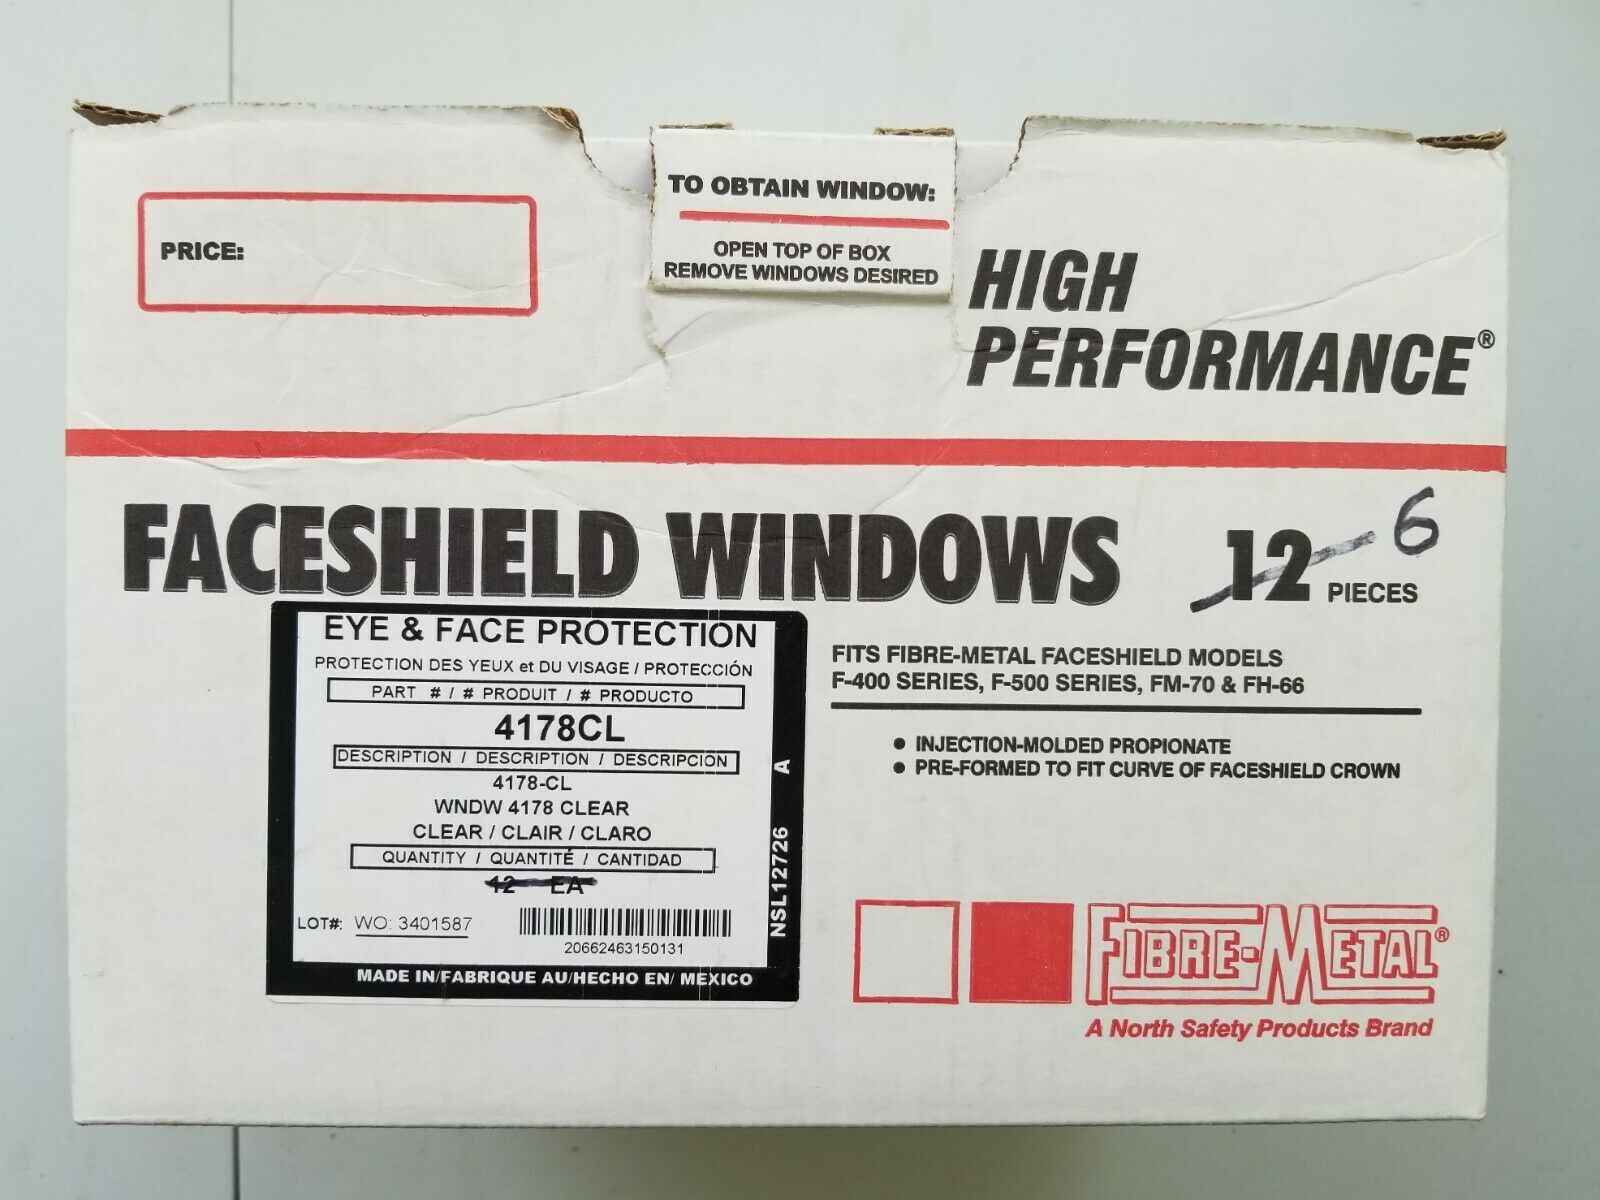 TO OBTAIN WINDOW:
OPEN TOP OF BOX
REMOVE WINDOWS DESIRED
PRICE:
HIGH
PERFORMANCE®
FACESHIELD WINDOWS
12 6
PIECES
EYE & FACE PROTECTION
PROTECTION DES YEUX et DU VISAGE / PROTECCIÓN
PART # / # PRODUIT / # PRODUCTO
4178CL
DESCRIPTION / DESCRIPTION / DESCRIPCION
4178-CL
WNDW 4178 CLEAR
CLEAR / CLAIR / CLARO
QUANTITY / QUANTITÉ / CANTIDAD
12 EA
LOT#: WO: 3401587
20662463150131
MADE IN/FABRIQUE AU/HECHO EN/ MEXICO
NSL12726 A
FITS FIBRE-METAL FACESHIELD MODELS
F-400 SERIES, F-500 SERIES, FM-70 & FH-66
● INJECTION-MOLDED PROPIONATE
● PRE-FORMED TO FIT CURVE OF FACESHIELD CROWN
FIBRE-METAL®
A North Safety Products Brand